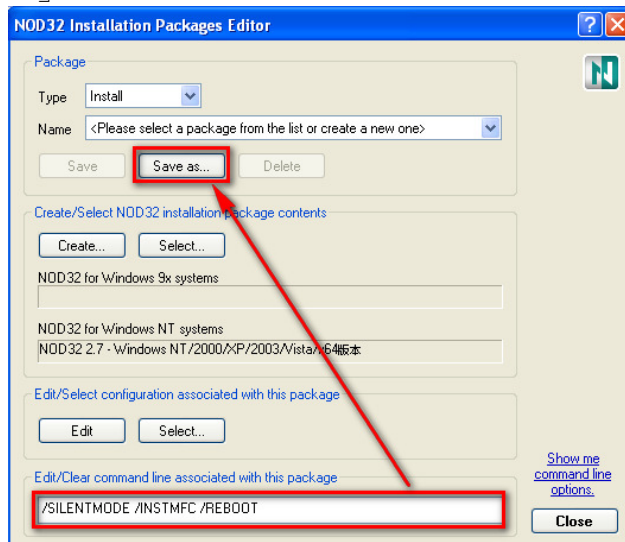 NOD32 Installation Packages Editor
Package
Type Install
Name <Please select a package from the list or create a new one>
Save Save as... Delete
Create/Select NOD32 installation package contents
Create... Select...
NOD32 for Windows 9x systems
NOD32 for Windows NT systems
NOD32 2.7 - Windows NT/2000/XP/2003/Vista/x64版本
Edit/Select configuration associated with this package
Edit Select...
Edit/Clear command line associated with this package
/SILENTMODE /INSTMFC /REBOOT
Show me
command line
options.
Close